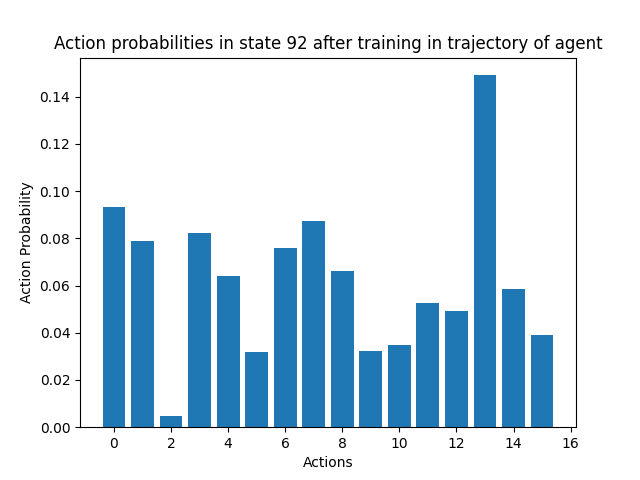 Action probabilities in state 92 after training in trajectory of agent
0.14
0.12
0.10
0.08
0.06
0.04
0.02
0.00
Action Probability
0 2 4 6 8 10 12 14 16
Actions